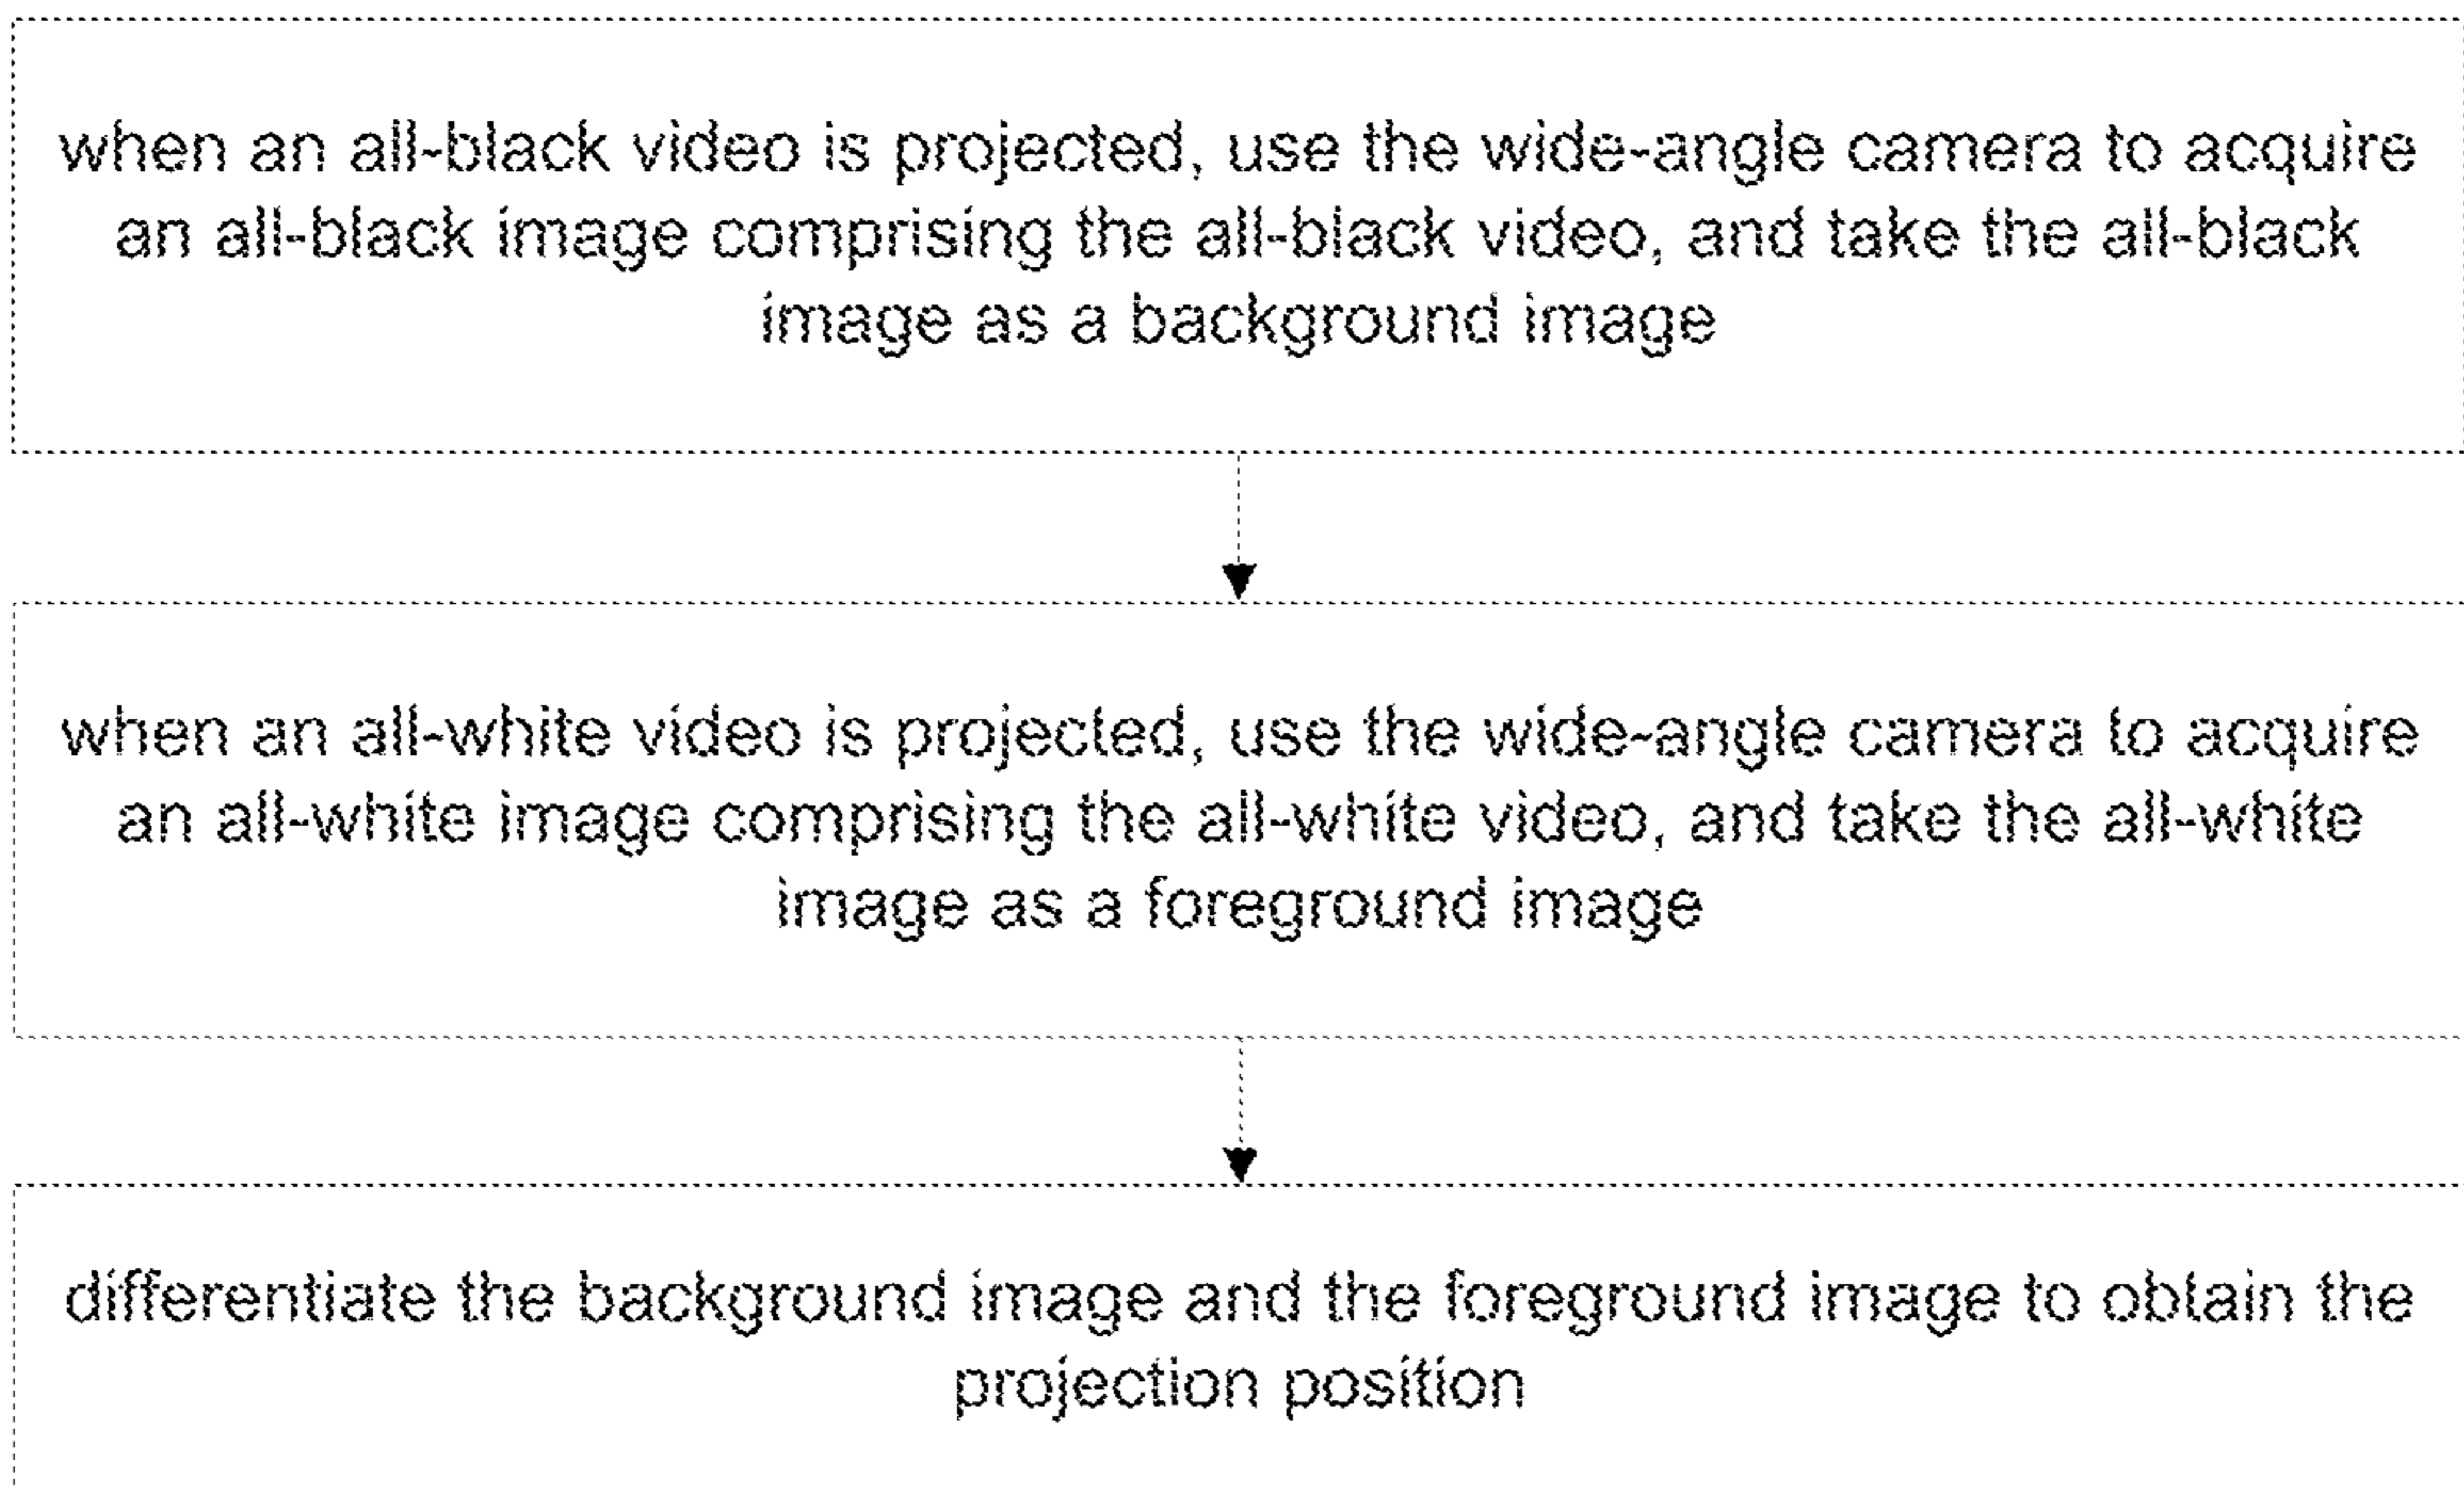 when an all-black video is projected, use the wide-angle camera to acquire
an all-black image comprising the all-black video, and take the all-black
image as a background image
when an all-white video is projected, use the wide-angle camera to acquire
an all-white image comprising the all-white video, and take the all-white
image as a foreground image
differentiate the background image and the foreground image to obtain the
projection position